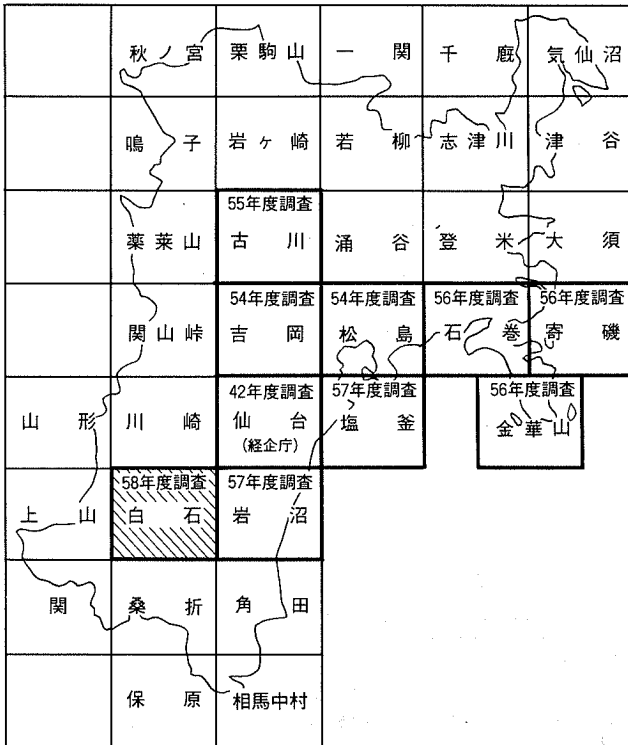 秋ノ宮 栗駒山 一関 千廐 気仙沼
鳴子 岩ヶ崎 若柳 志津川 津谷
55年度調査
薬莱山 古川 涌谷 登米 大須
54年度調査 54年度調査 56年度調査 56年度調査
関山峠 吉岡 松島 石巻 寄磯
42年度調査 57年度調査 56年度調査
山形 川崎 仙台 塩釜 金華山
(経企庁)
58年度調査 57年度調査
上山 白石 岩沼
関 桑折 角田
保原 相馬中村